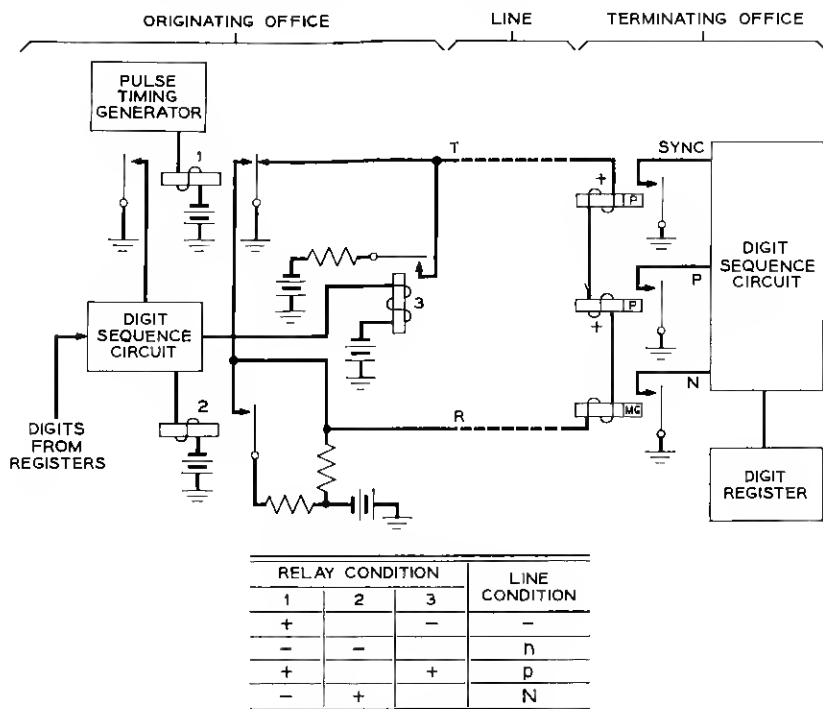 ORIGINATING OFFICE
LINE
TERMINATING OFFICE
PULSE
TIMING
GENERATOR
1
T
SYNC
+
P
DIGIT
SEQUENCE
CIRCUIT
3
P
+
P
DIGIT
SEQUENCE
CIRCUIT
N
2
R
MG
DIGITS
FROM
REGISTERS
DIGIT
REGISTER
RELAY CONDITION LINE CONDITION
1 2 3
+ - -
- - n
+ + p
- + N